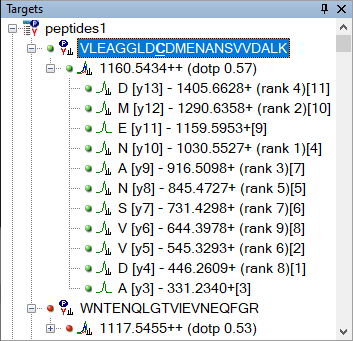 Targets
peptides1
VLEAGGLDCDMENANSVVDALK
1160.5434++ (dotp 0.57)
D [y13] - 1405.6628+ (rank 4)[11]
M [y12] - 1290.6358+ (rank 2)[10]
E [y11] - 1159.5953+[9]
N [y10] - 1030.5527+ (rank 1)[4]
A [y9] - 916.5098+ (rank 3)[7]
N [y8] - 845.4727+ (rank 5)[5]
S [y7] - 731.4298+ (rank 7)[6]
V [y6] - 644.3978+ (rank 9)[8]
V [y5] - 545.3293+ (rank 6)[2]
D [y4] - 446.2609+ (rank 8)[1]
A [y3] - 331.2340+[3]
WNTENQLGTVIEVNEQFGR
1117.5455++ (dotp 0.53)